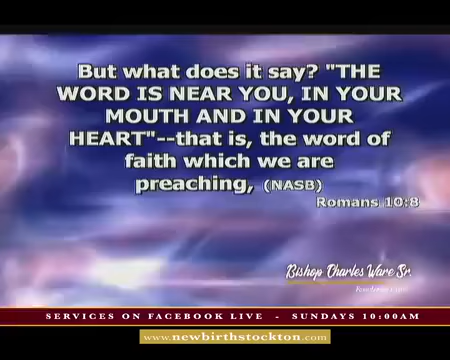 But what does it say? "THE
WORD IS NEAR YOU, IN YOUR
MOUTH AND IN YOUR
HEART"--that is, the word of
faith which we are
preaching, (NASB)
Romans 10:8
Bishop Charles Ware Sr.
SERVICES ON FACEBOOK LIVE - SUNDAYS 10:00AM
www.newbirthstockton.com